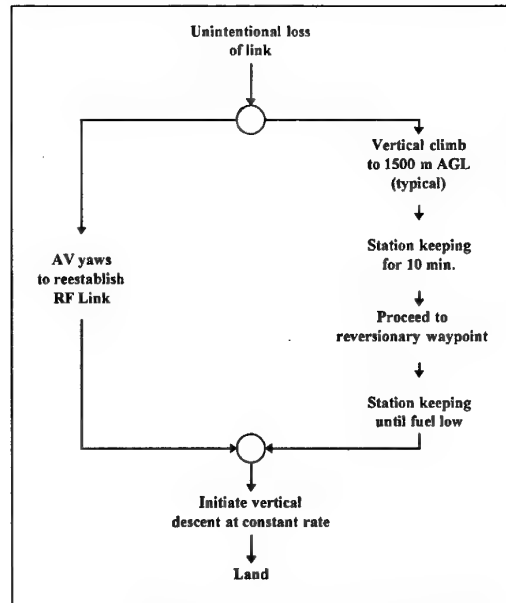 Unintentional loss
of link
Vertical climb
to 1500 m AGL
(typical)
Station keeping
for 10 min.
AV yaws
to reestablish
RF Link
Proceed to
reversionary waypoint
Station keeping
until fuel low
Initiate vertical
descent at constant rate
Land